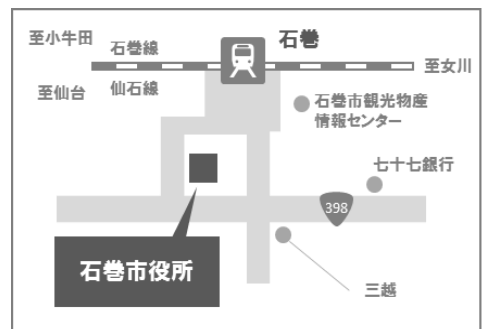 至小牛田
石巻線
石巻
至女川
至仙台
仙石線
石巻市観光物産
情報センター
七十七銀行
398
石巻市役所
三越